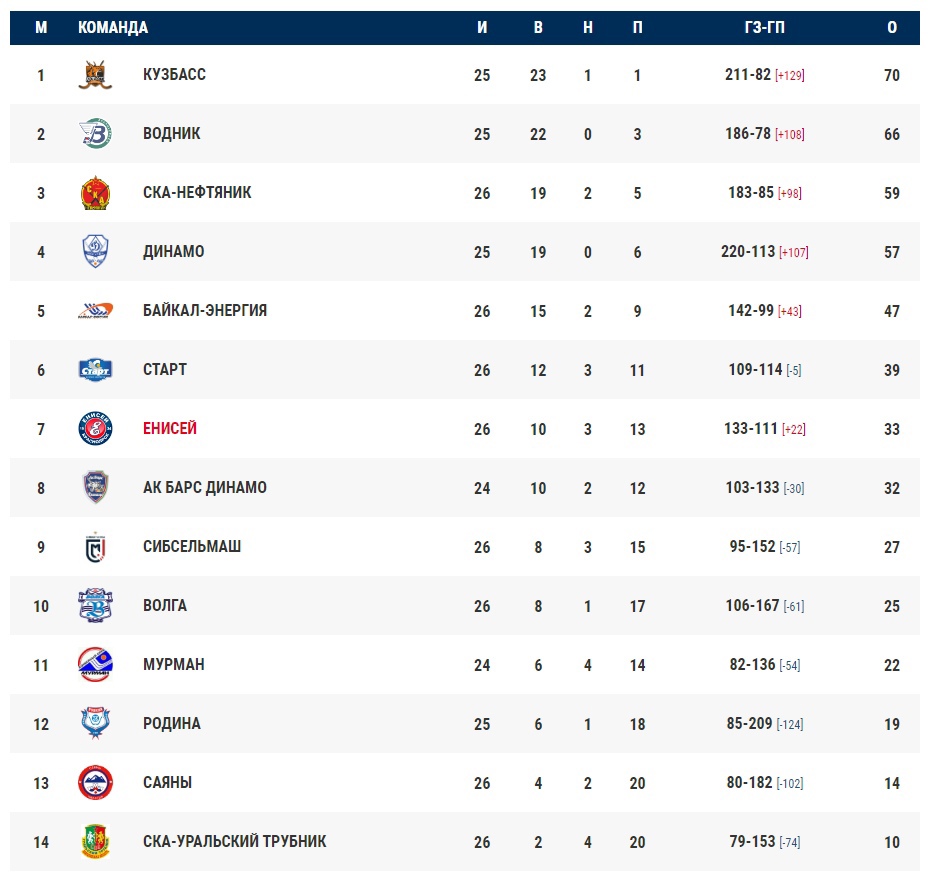 М КОМАНДА И В Н П ГЗ-ГП О
1 КУЗБАСС 25 23 1 1 211-82 [+129] 70
2 ВОДНИК 25 22 0 3 186-78 [+108] 66
3 СКА-НЕФТЯНИК 26 19 2 5 183-85 [+98] 59
4 ДИНАМО 25 19 0 6 220-113 [+107] 57
5 БАЙКАЛ-ЭНЕРГИЯ 26 15 2 9 142-99 [+43] 47
6 Старт СТАРТ 26 12 3 11 109-114 [-5] 39
7 ЕНИСЕЙ ЕНИСЕЙ 26 10 3 13 133-111 [+22] 33
8 АК БАРС ДИНАМО 24 10 2 12 103-133 [-30] 32
9 СИБСЕЛЬМАШ 26 8 3 15 95-152 [-57] 27
10 ВОЛГА 26 8 1 17 106-167 [-61] 25
11 МУРМАН МУРМАН 24 6 4 14 82-136 [-54] 22
12 РОДИНА 25 6 1 18 85-209 [-124] 19
13 САЯНЫ 26 4 2 20 80-182 [-102] 14
14 СКА-УРАЛЬСКИЙ ТРУБНИК 26 2 4 20 79-153 [-74] 10